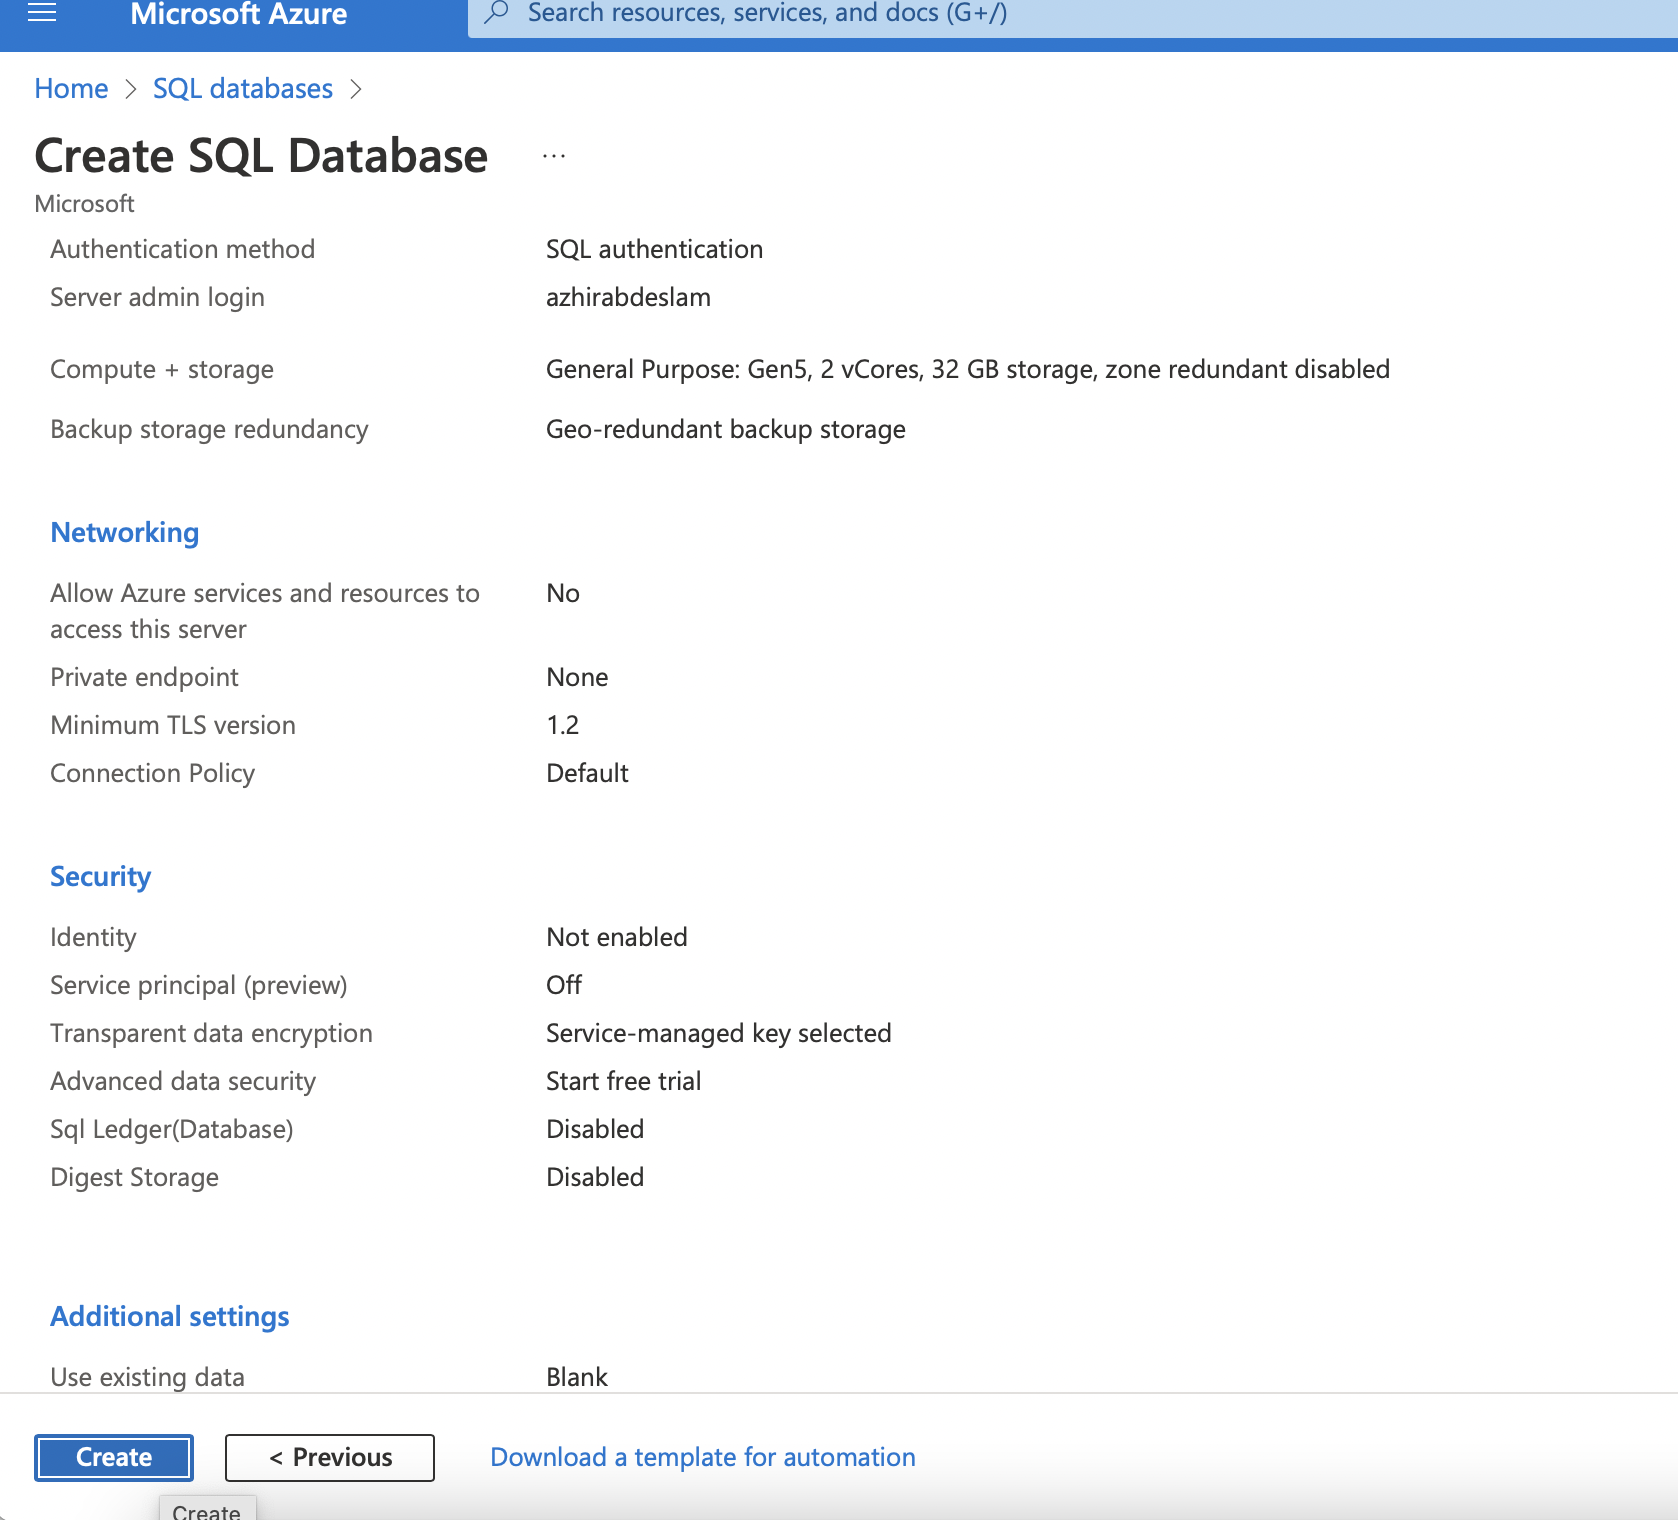 Microsoft Azure
Search resources, services, and docs (G+/)
Home > SQL databases >
Create SQL Database ...
Microsoft
Authentication method SQL authentication
Server admin login azhirabdeslam
Compute + storage General Purpose: Gen5, 2 vCores, 32 GB storage, zone redundant disabled
Backup storage redundancy Geo-redundant backup storage
Networking
Allow Azure services and resources to No
access this server
Private endpoint None
Minimum TLS version 1.2
Connection Policy Default
Security
Identity Not enabled
Service principal (preview) Off
Transparent data encryption Service-managed key selected
Advanced data security Start free trial
Sql Ledger(Database) Disabled
Digest Storage Disabled
Additional settings
Use existing data Blank
Create < Previous Download a template for automation
Create